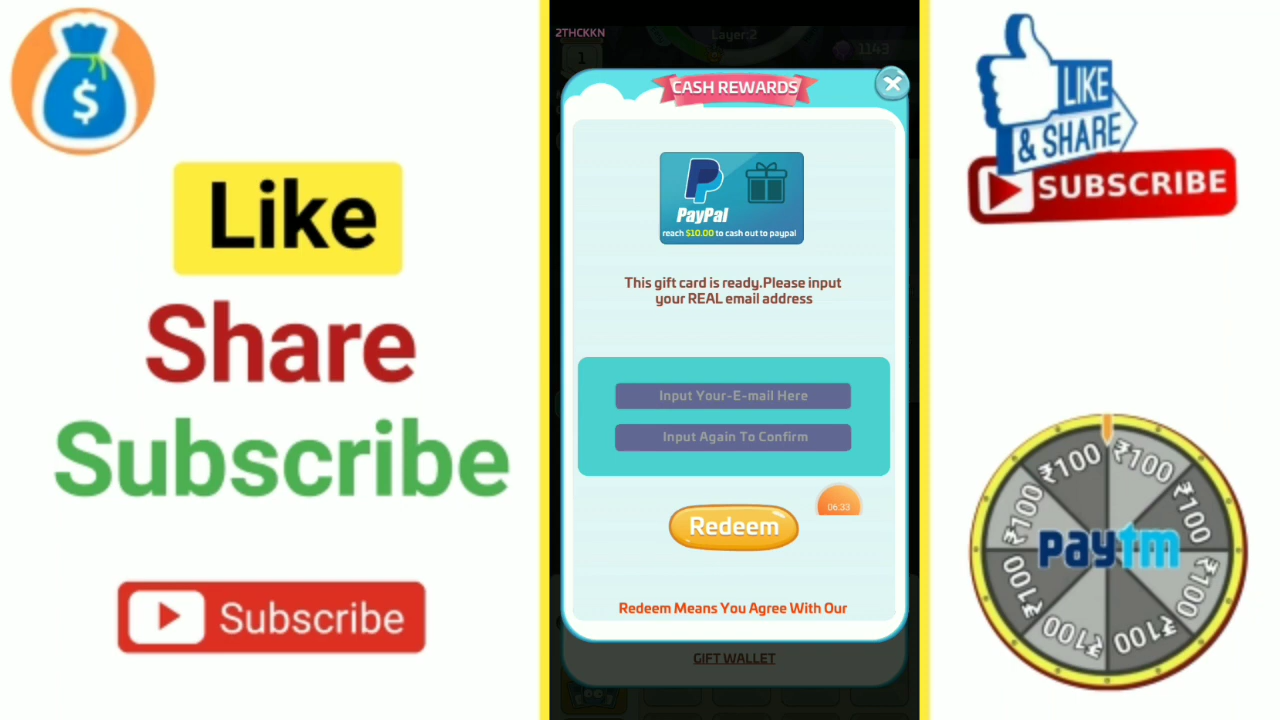 $
Like
Share
Subscribe
Subscribe
2THCKKN
Layer:2
1
1143
CASH REWARDS
PayPal
reach $10.00 to cash out to paypal
This gift card is ready.Please input
your REAL email address
Input Your-E-mail Here
Input Again To Confirm
06:33
Redeem
Redeem Means You Agree With Our
GIFT WALLET
LIKE
& SHARE
SUBSCRIBE
₹100
₹100
₹100
₹100
₹100
₹100
₹100
₹100
paytm